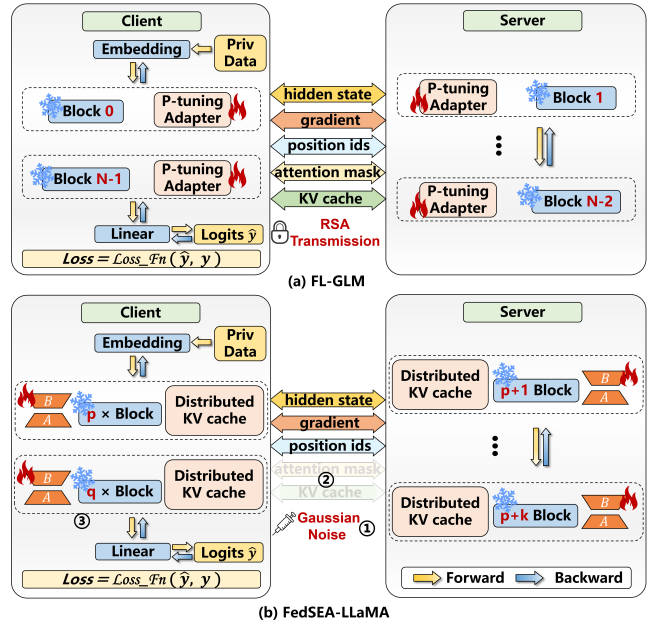 Client
Embedding
Priv
Data
Block 0
P-tuning
Adapter
Block N-1
P-tuning
Adapter
Linear
Logits ŷ
Loss = Loss_Fn(ŷ, y)
hidden state
gradient
position ids
attention mask
KV cache
RSA
Transmission
Server
P-tuning
Adapter
Block 1
P-tuning
Adapter
Block N-2
(a) FL-GLM
Client
Embedding
Priv
Data
B
A
p × Block
Distributed
KV cache
B
A
q × Block
Distributed
KV cache
③
Linear
Logits ŷ
Loss = Loss_Fn(ŷ, y)
hidden state
gradient
position ids
attention mask
②
KV cache
Gaussian
Noise
①
Server
Distributed
KV cache
p+1 Block
B
A
Distributed
KV cache
p+k Block
B
A
Forward
Backward
(b) FedSEA-LLaMA